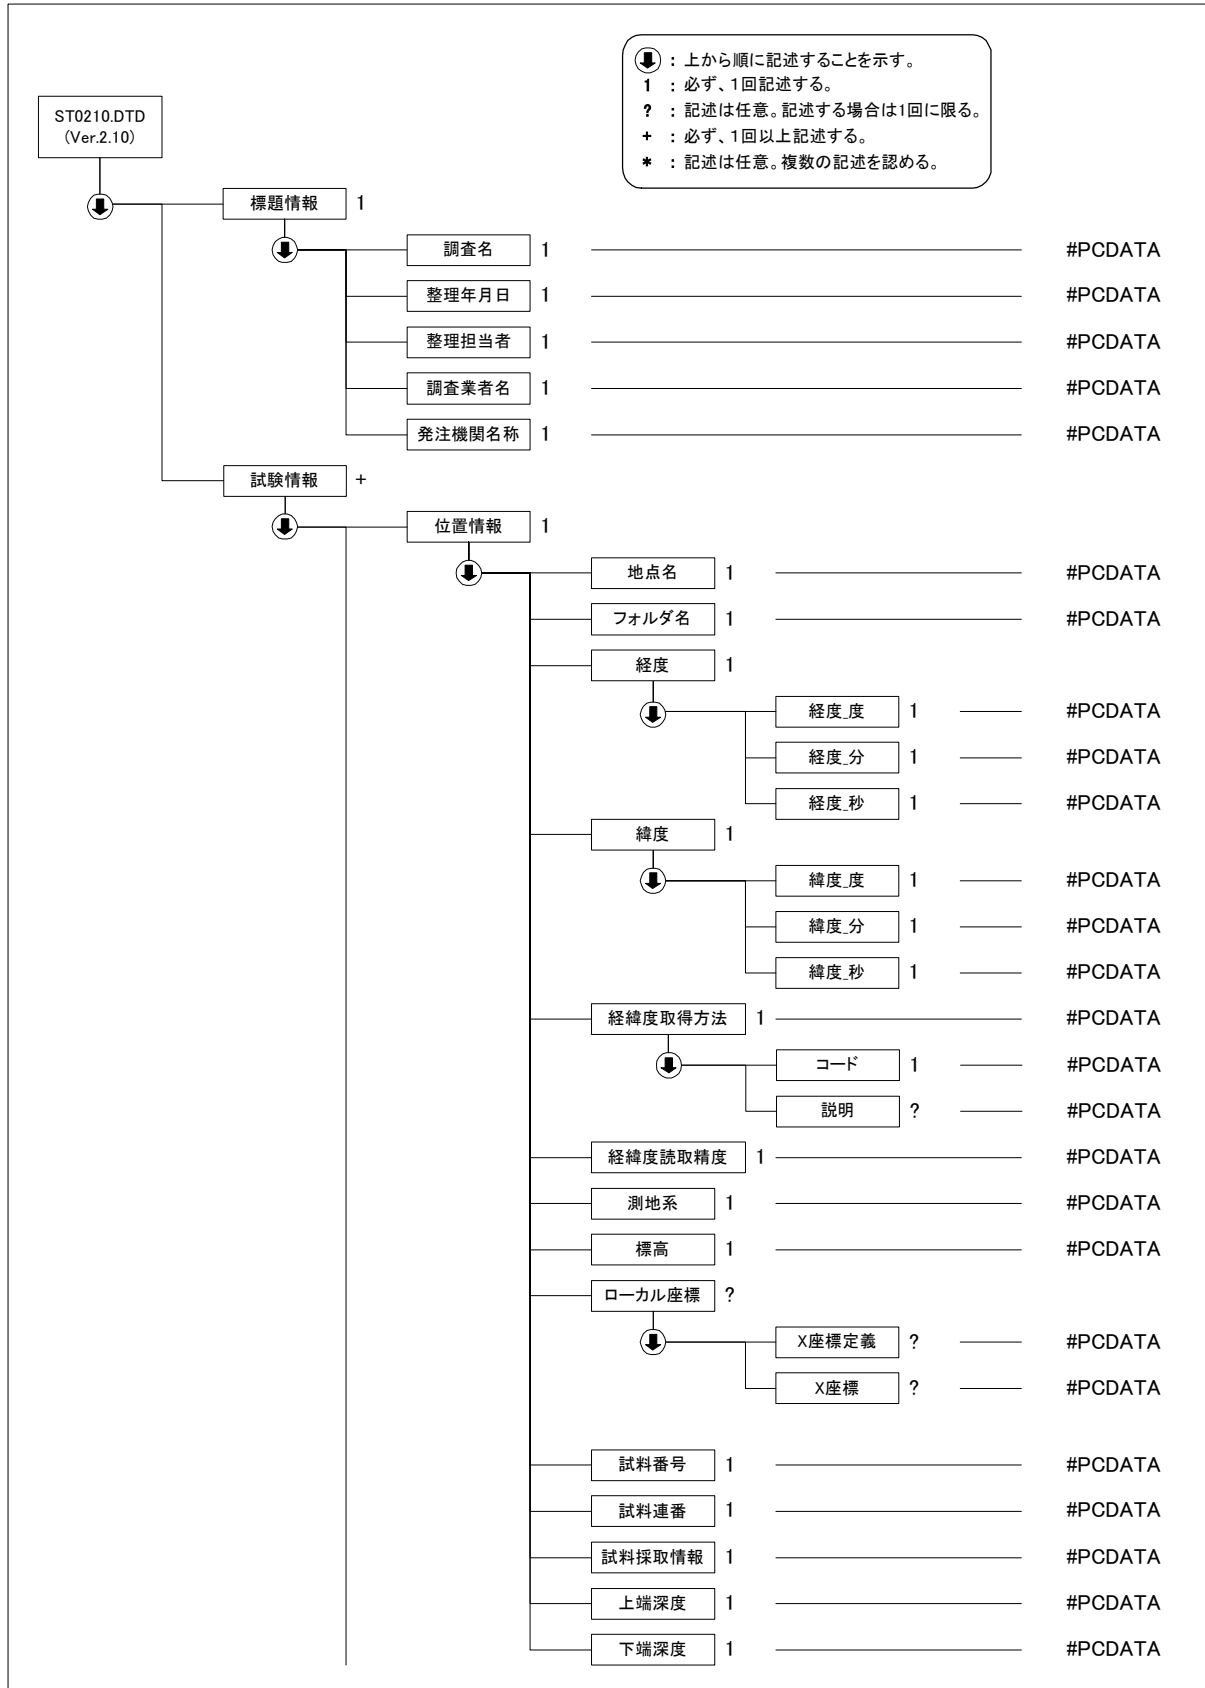 ：上から順に記述することを示す。
1：必ず、1回記述する。
?：記述は任意。記述する場合は1回に限る。
+：必ず、1回以上記述する。
*：記述は任意。複数の記述を認める。
ST0210.DTD
(Ver.2.10)
標題情報 1
調査名 1 #PCDATA
整理年月日 1 #PCDATA
整理担当者 1 #PCDATA
調査業者名 1 #PCDATA
発注機関名称 1 #PCDATA
試験情報 +
位置情報 1
地点名 1 #PCDATA
フォルダ名 1 #PCDATA
経度 1
経度_度 1 #PCDATA
経度_分 1 #PCDATA
経度_秒 1 #PCDATA
緯度 1
緯度_度 1 #PCDATA
緯度_分 1 #PCDATA
緯度_秒 1 #PCDATA
経緯度取得方法 1 #PCDATA
コード 1 #PCDATA
説明 ? #PCDATA
経緯度読取精度 1 #PCDATA
測地系 1 #PCDATA
標高 1 #PCDATA
ローカル座標 ?
X座標定義 ? #PCDATA
X座標 ? #PCDATA
試料番号 1 #PCDATA
試料連番 1 #PCDATA
試料採取情報 1 #PCDATA
上端深度 1 #PCDATA
下端深度 1 #PCDATA